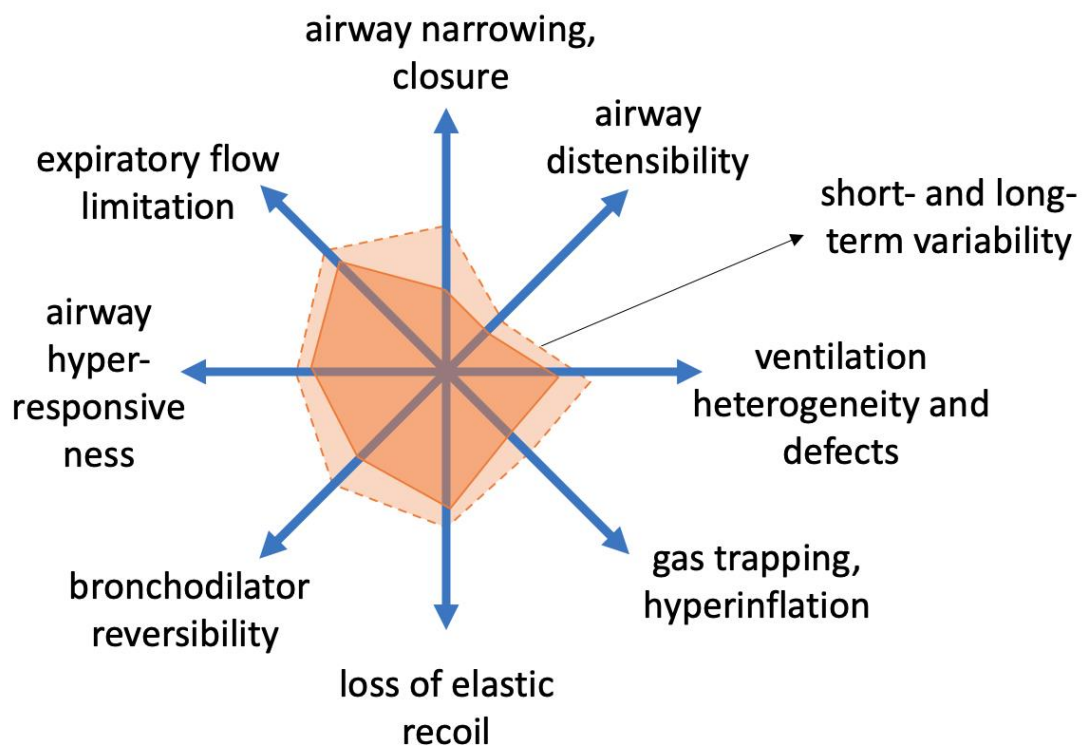 airway narrowing,
closure
airway
distensibility
short- and long-
term variability
ventilation
heterogeneity and
defects
gas trapping,
hyperinflation
loss of elastic
recoil
bronchodilator
reversibility
airway
hyper-
responsive
ness
expiratory flow
limitation